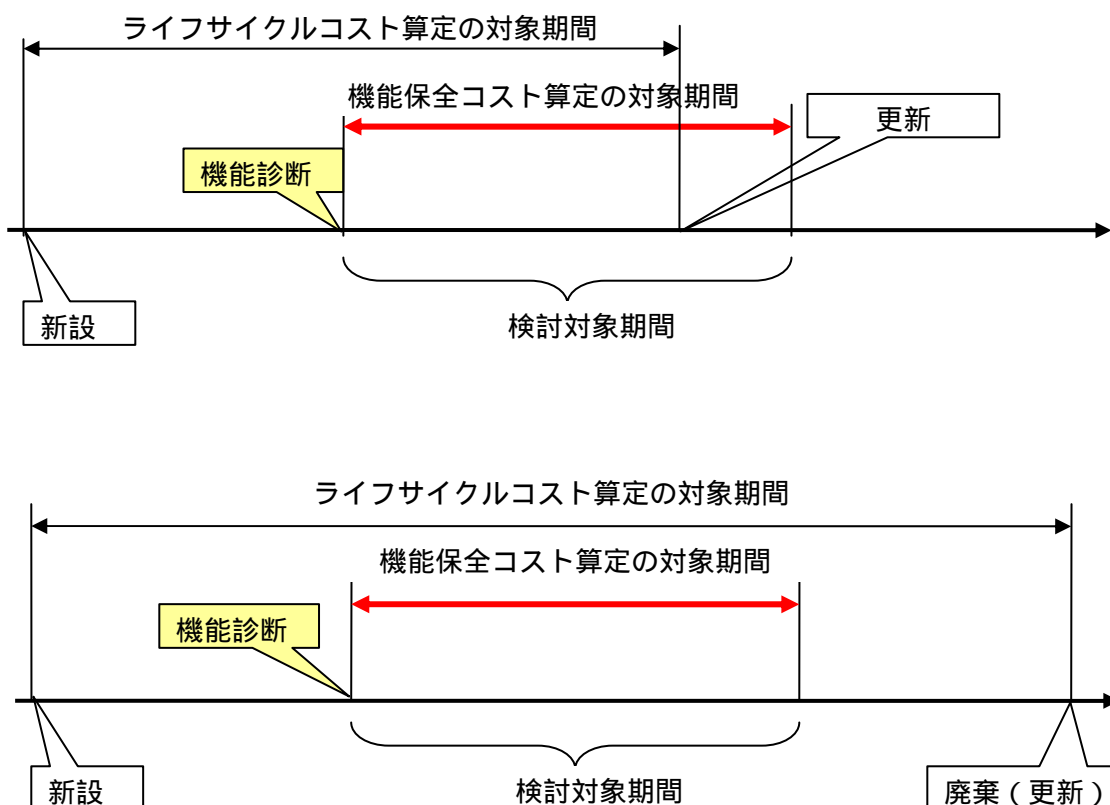 ライフサイクルコスト算定の対象期間
機能保全コスト算定の対象期間
更新
機能診断
新設
検討対象期間
ライフサイクルコスト算定の対象期間
機能保全コスト算定の対象期間
機能診断
新設
検討対象期間
廃棄（更新）